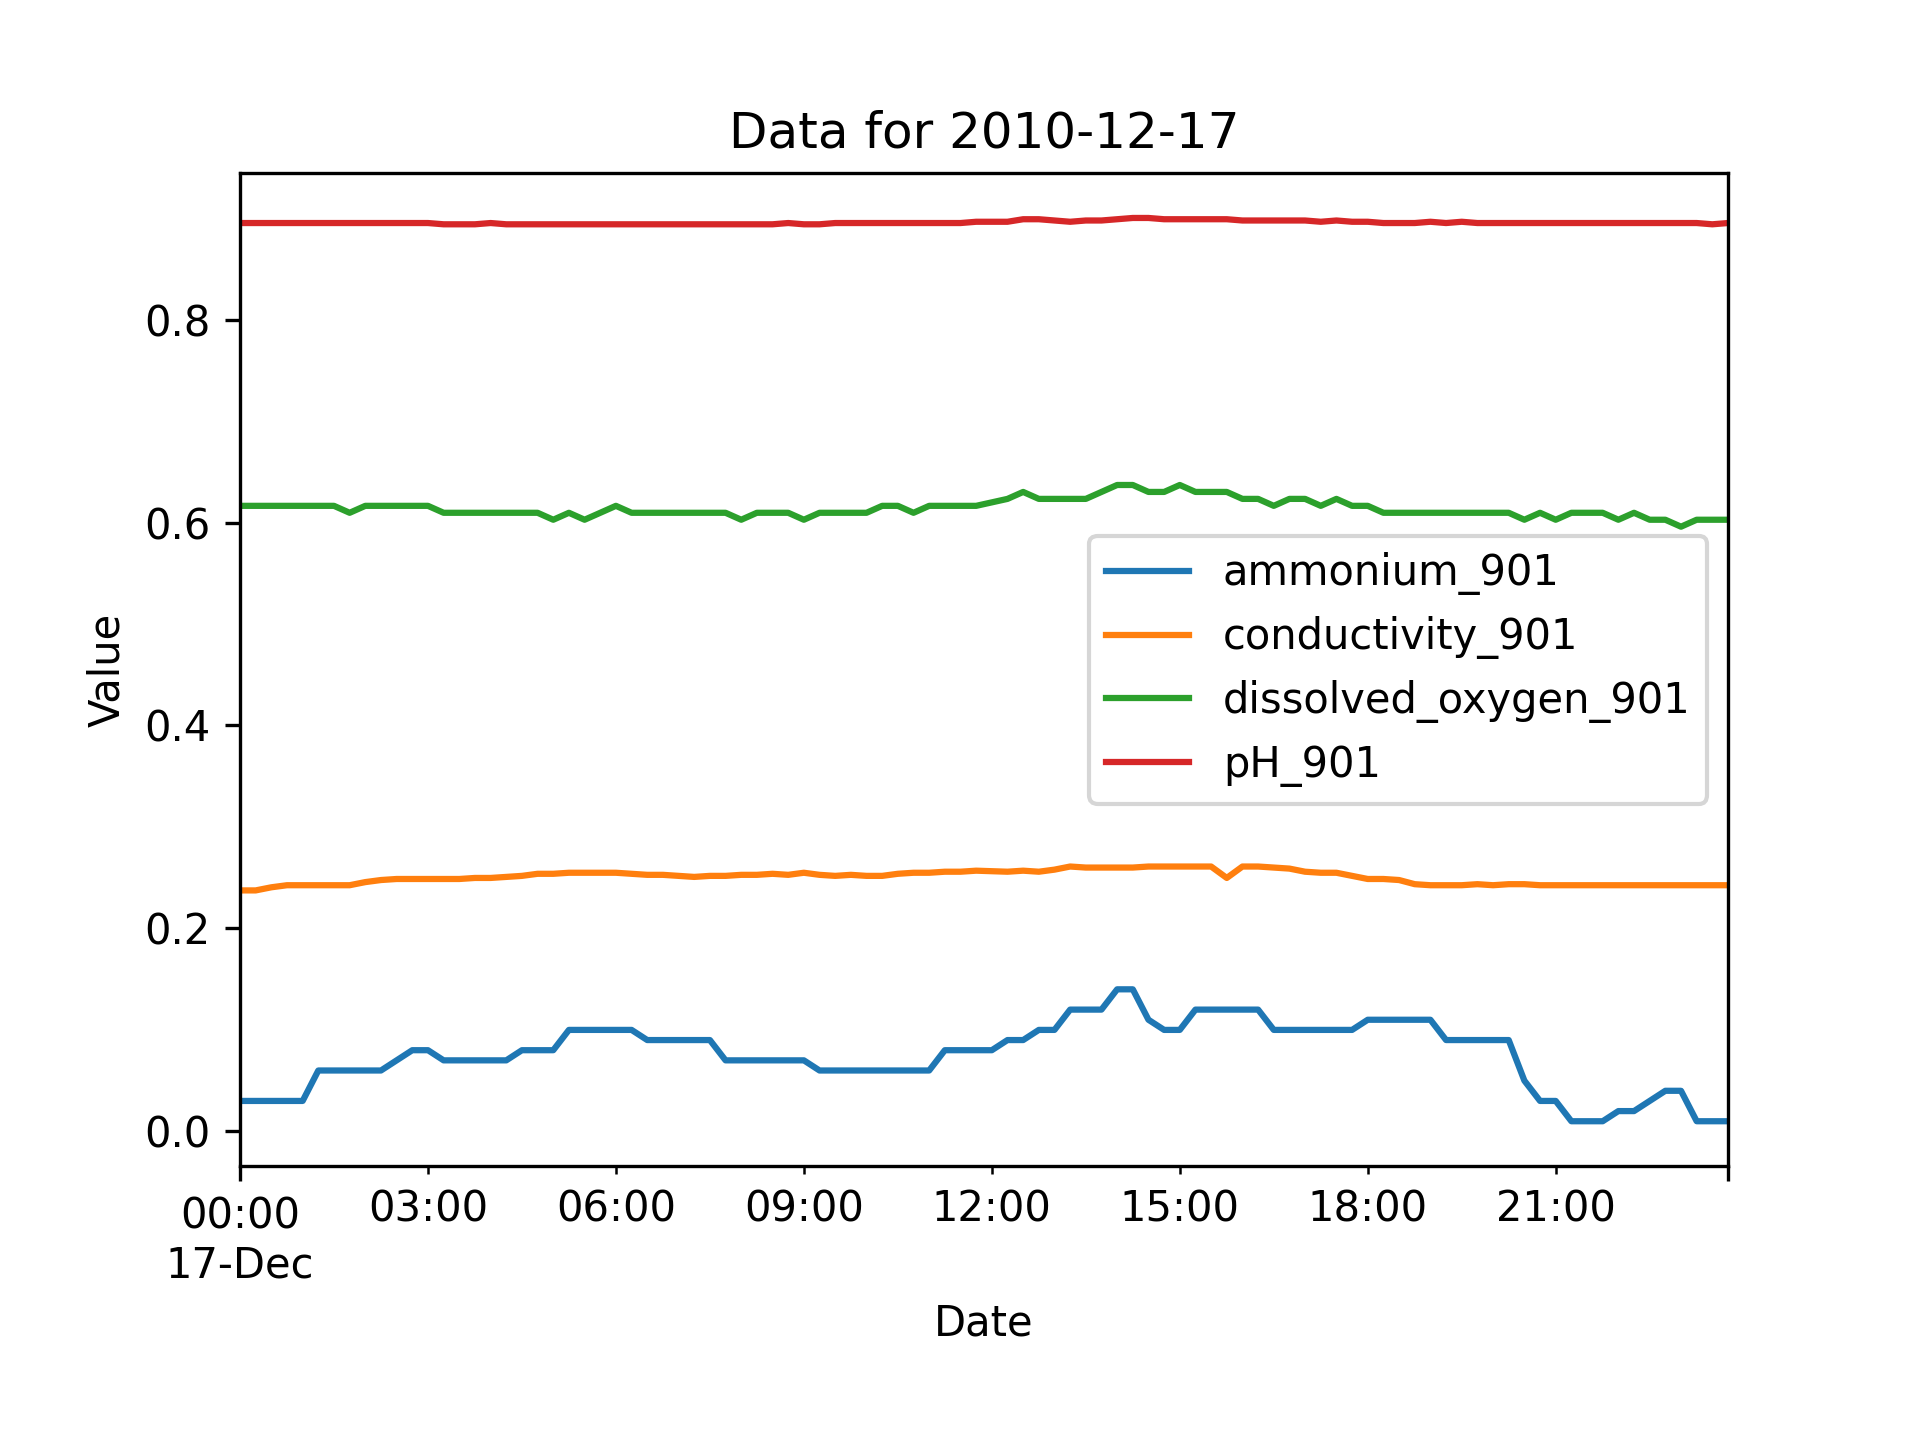 Data for 2010-12-17
Value
0.8
0.6
0.4
0.2
0.0
ammonium_901
conductivity_901
dissolved_oxygen_901
pH_901
00:00 03:00 06:00 09:00 12:00 15:00 18:00 21:00
17-Dec
Date